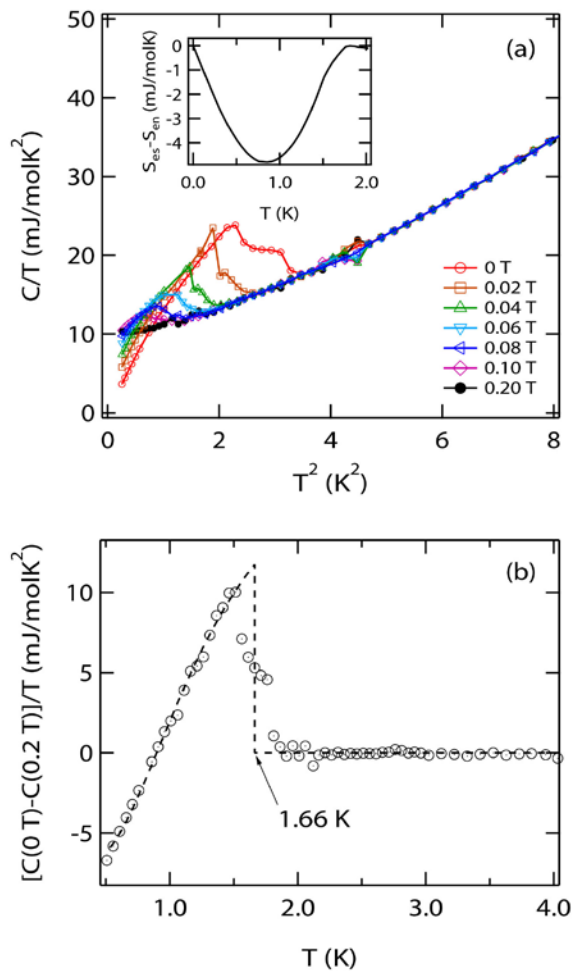 50
40
30
20
10
0
C/T (mJ/molK²)
(a)
0
-1
-2
-3
-4
S_es-S_en (mJ/molK)
0.0 1.0 2.0
T (K)
0 T
0.02 T
0.04 T
0.06 T
0.08 T
0.10 T
0.20 T
0 2 4 6 8
T² (K²)
(b)
10
5
0
-5
[C(0 T)-C(0.2 T)]/T (mJ/molK²)
1.66 K
1.0 2.0 3.0 4.0
T (K)